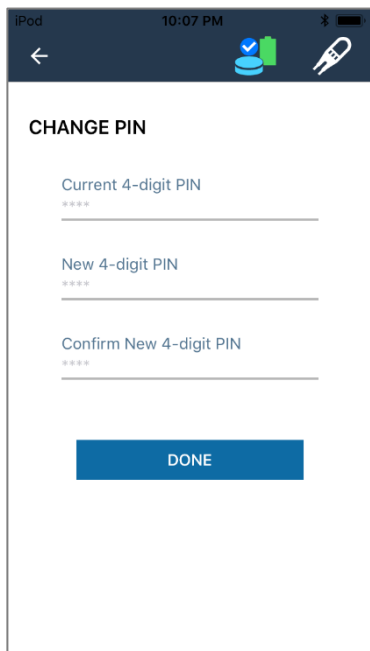 iPod 10:07 PM
CHANGE PIN
Current 4-digit PIN
****
New 4-digit PIN
****
Confirm New 4-digit PIN
****
DONE